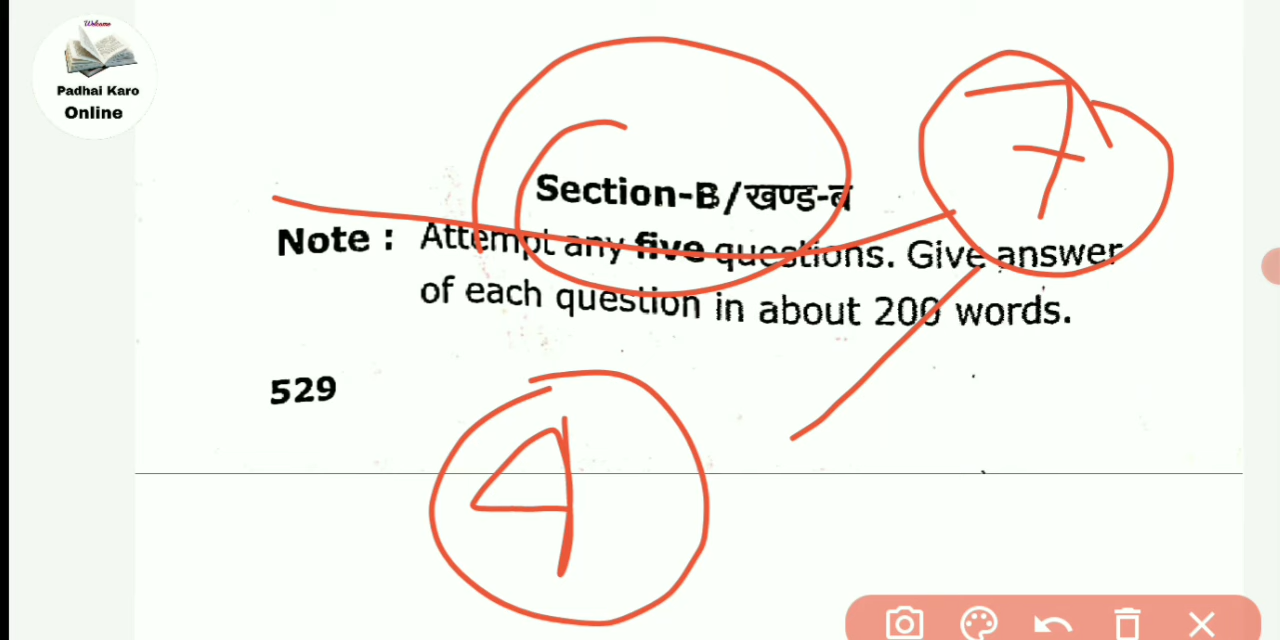 Welcome
Padhai Karo
Online
7
Section-B/खण्ड-ब
Note : Attempt any five questions. Give answer
of each question in about 200 words.
529
4